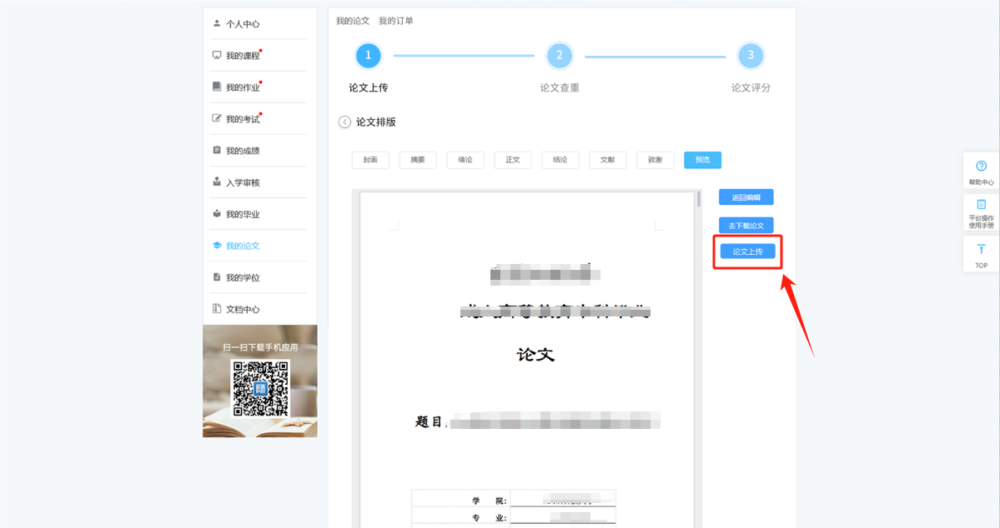 个人中心
我的课程
我的作业
我的考试
我的成绩
入学审核
我的毕业
我的论文
我的学位
文档中心
扫一扫下载手机应用
师
我的论文 我的订单
1 2 3
论文上传 论文查重 论文评分
论文排版
封面 摘要 绪论 正文 结论 文献 致谢 预览
返回编辑
去下载论文
论文上传
论文
题目:
学 院:
专 业:
帮助中心
平台操作
使用手册
TOP